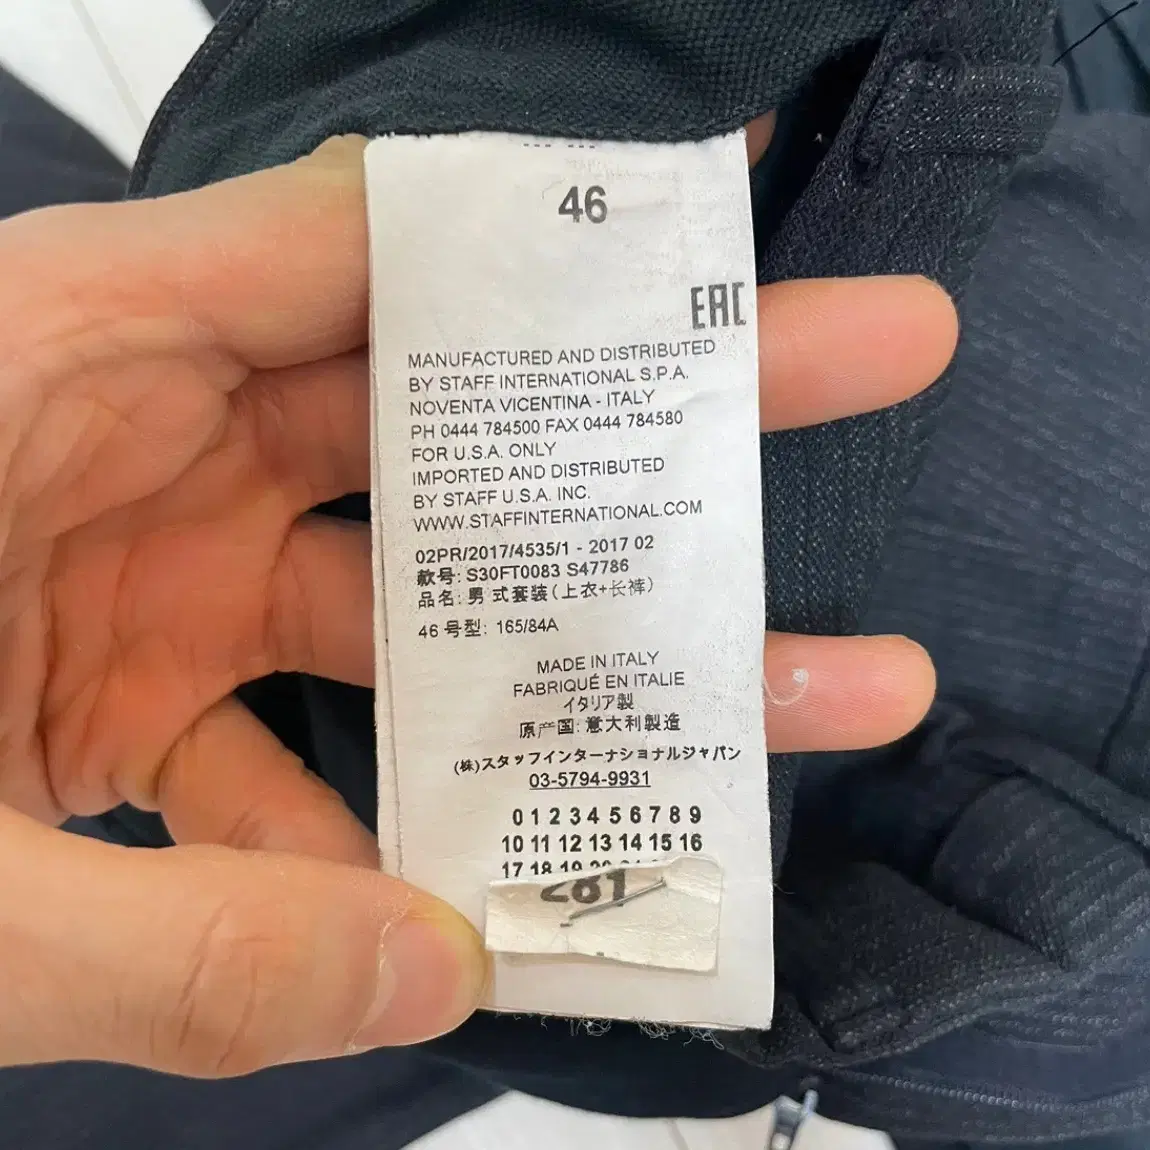 46
EAC
MANUFACTURED AND DISTRIBUTED
BY STAFF INTERNATIONAL S.P.A.
NOVENTA VICENTINA - ITALY
PH 0444 784500 FAX 0444 784580
FOR U.S.A. ONLY
IMPORTED AND DISTRIBUTED
BY STAFF U.S.A. INC.
WWW.STAFFINTERNATIONAL.COM
02PR/2017/4535/1 - 2017 02
款号: S30FT0083 S47786
品名: 男式套装(上衣+长裤)
46 号型: 165/84A
MADE IN ITALY
FABRIQUÉ EN ITALIE
イタリア製
原产国: 意大利製造
(株)スタッフインターナショナルジャパン
03-5794-9931
0 1 2 3 4 5 6 7 8 9
10 11 12 13 14 15 16
17 18 19 20
281